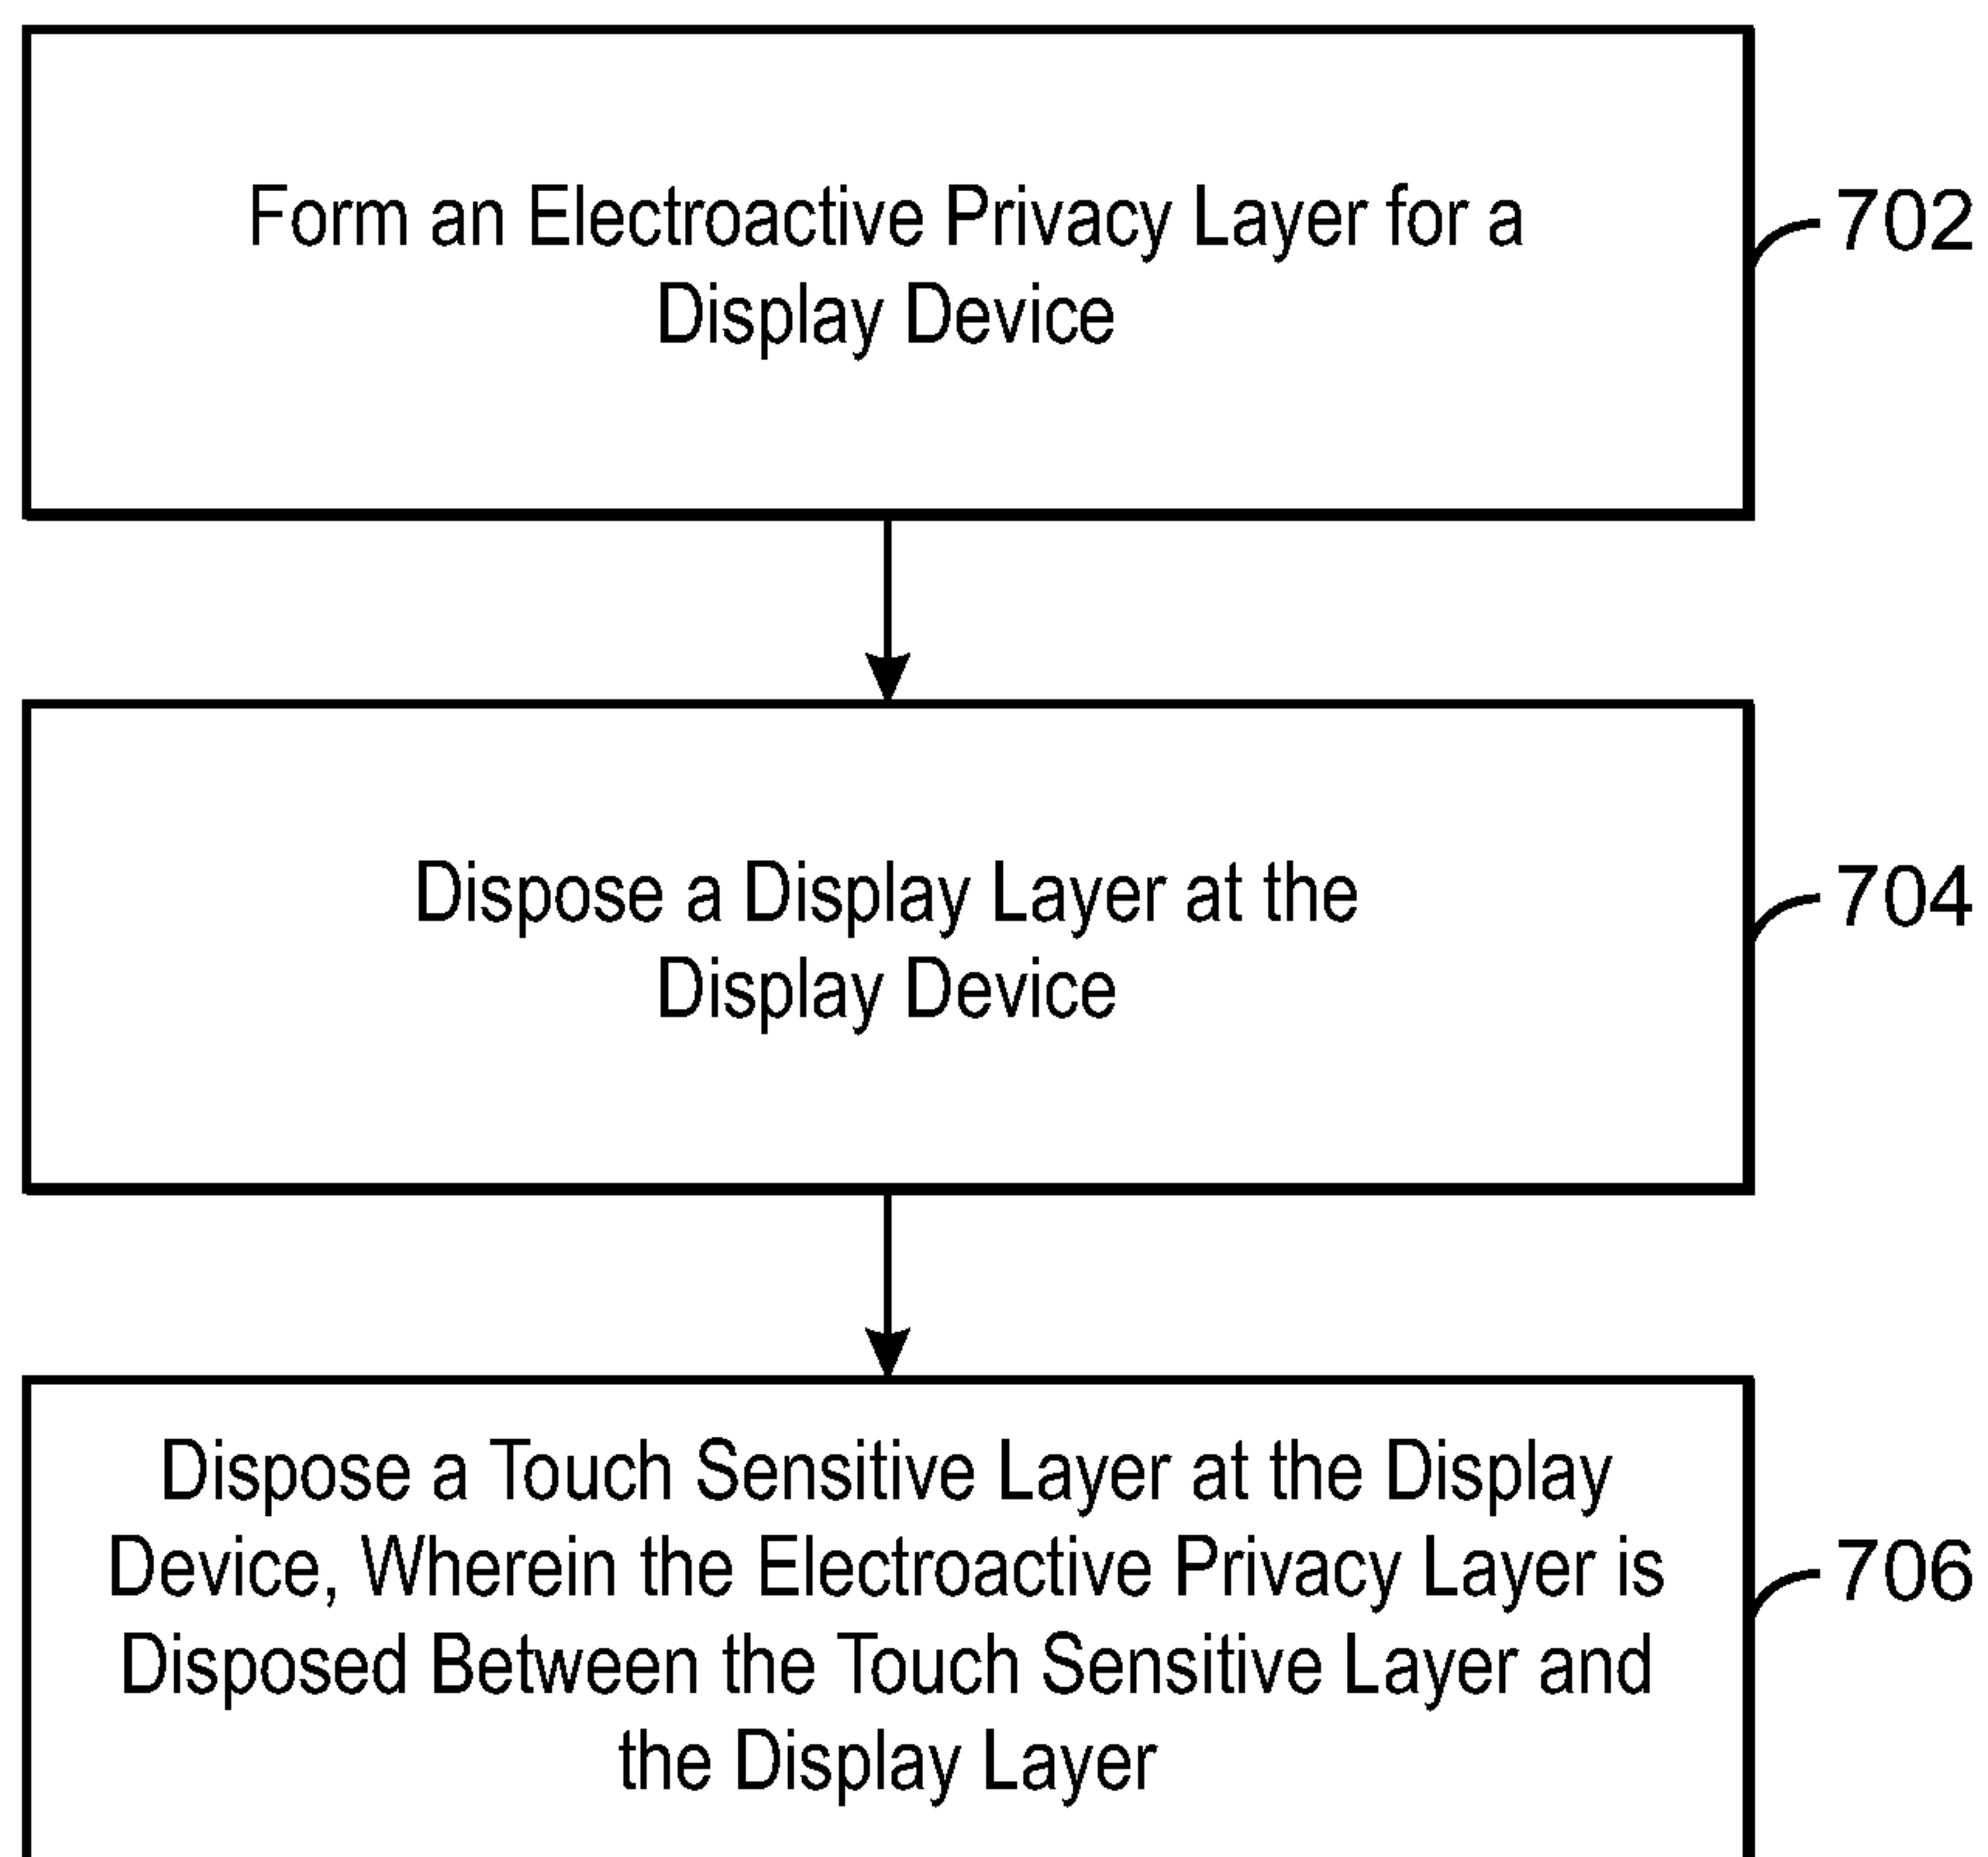 Form an Electroactive Privacy Layer for a
Display Device
702
Dispose a Display Layer at the
Display Device
704
Dispose a Touch Sensitive Layer at the Display
Device, Wherein the Electroactive Privacy Layer is
Disposed Between the Touch Sensitive Layer and
the Display Layer
706